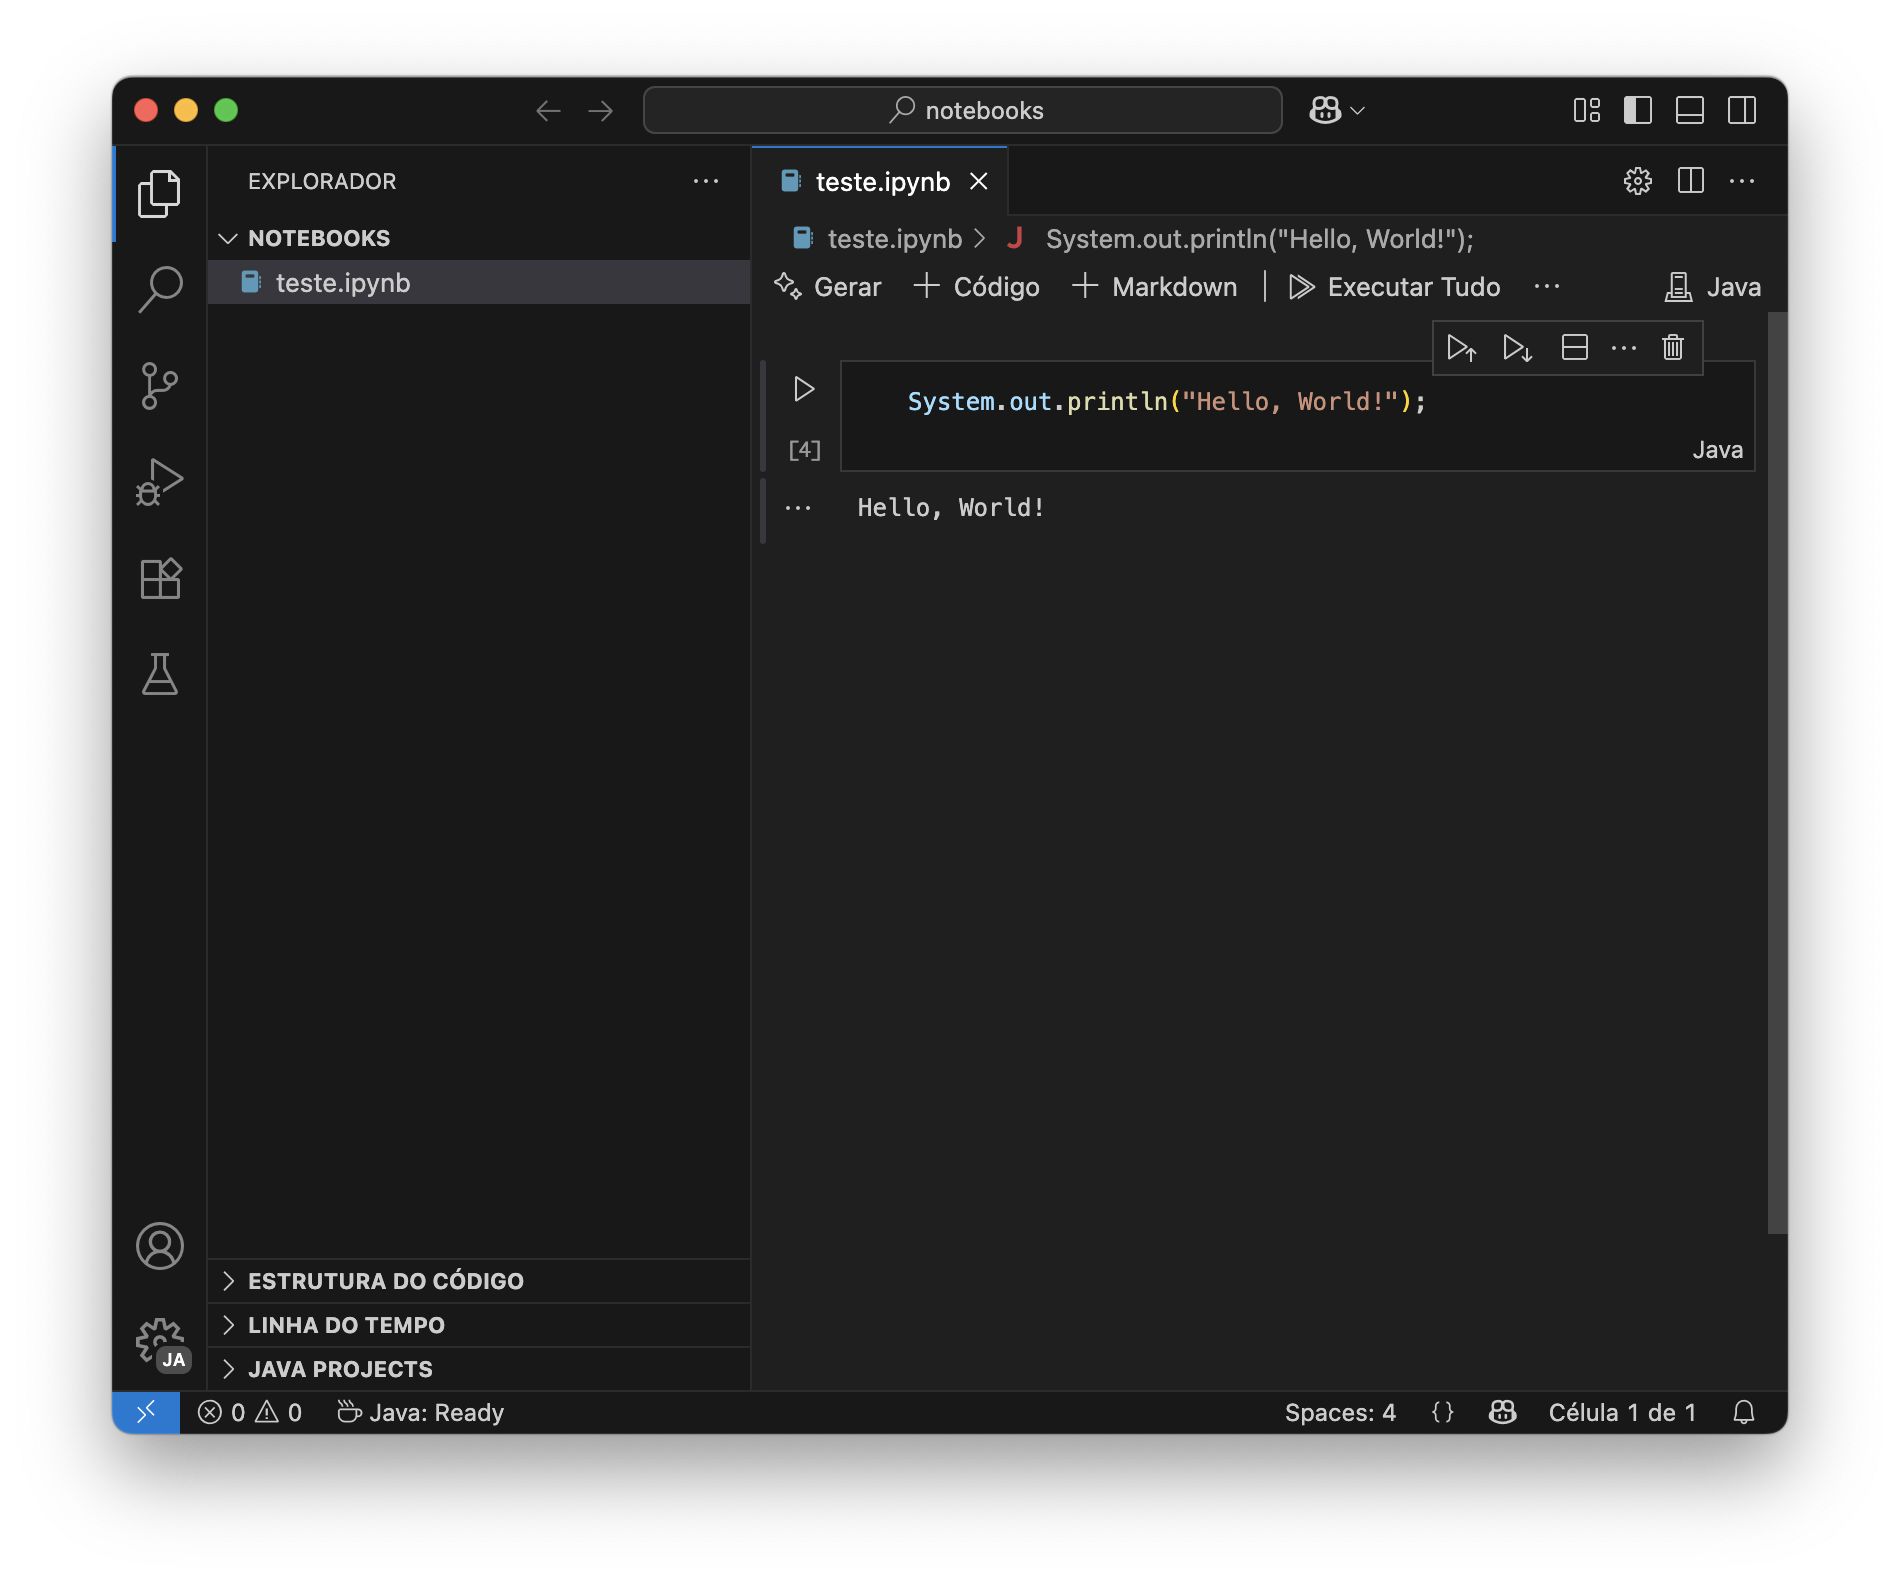 notebooks
EXPLORADOR
NOTEBOOKS
teste.ipynb
teste.ipynb
teste.ipynb > J System.out.println("Hello, World!");
Gerar + Código + Markdown | Executar Tudo ... Java
System.out.println("Hello, World!");
[4]
Java
... Hello, World!
ESTRUTURA DO CÓDIGO
LINHA DO TEMPO
JAVA PROJECTS
JA
0 0 Java: Ready
Spaces: 4 {} Célula 1 de 1